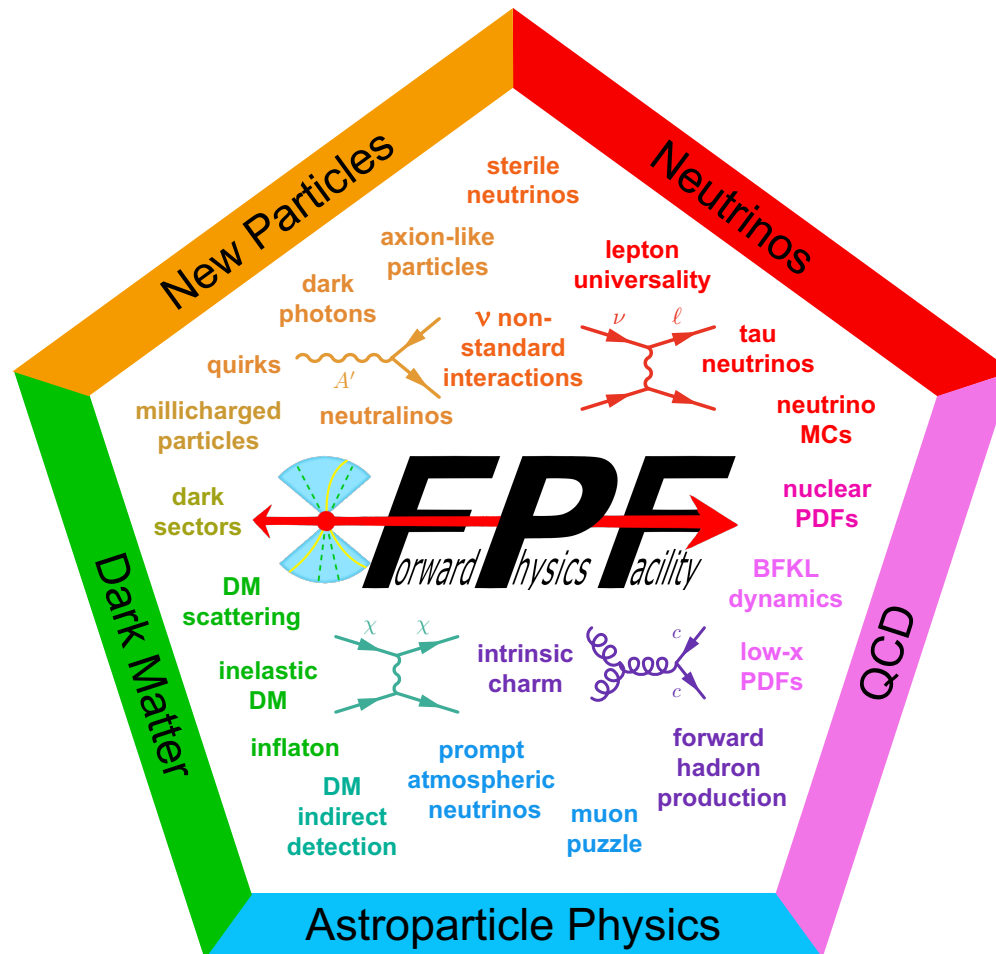 New Particles
Neutrinos
sterile
neutrinos
axion-like
particles
lepton
universality
dark
photons
ν non-
standard
interactions
ν
ℓ
tau
neutrinos
quirks
A′
neutralinos
millicharged
particles
neutrino
MCs
dark
sectors
nuclear
PDFs
Forward Physics Facility
Dark Matter
QCD
DM
scattering
BFKL
dynamics
χ
χ
inelastic
DM
intrinsic
charm
c
c
low-x
PDFs
inflaton
prompt
atmospheric
neutrinos
forward
hadron
production
DM
indirect
detection
muon
puzzle
Astroparticle Physics